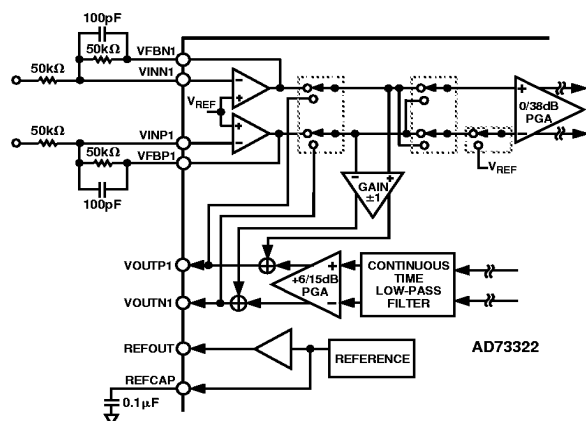 100pF
50kΩ
VFBN1
50kΩ
VINN1
VREF
50kΩ
VINP1
50kΩ
VFBP1
100pF
0/38dB
PGA
VREF
GAIN
±1
VOUTP1
+6/15dB
PGA
CONTINUOUS
TIME
LOW-PASS
FILTER
VOUTN1
REFOUT
REFERENCE
AD73322
REFCAP
0.1µF